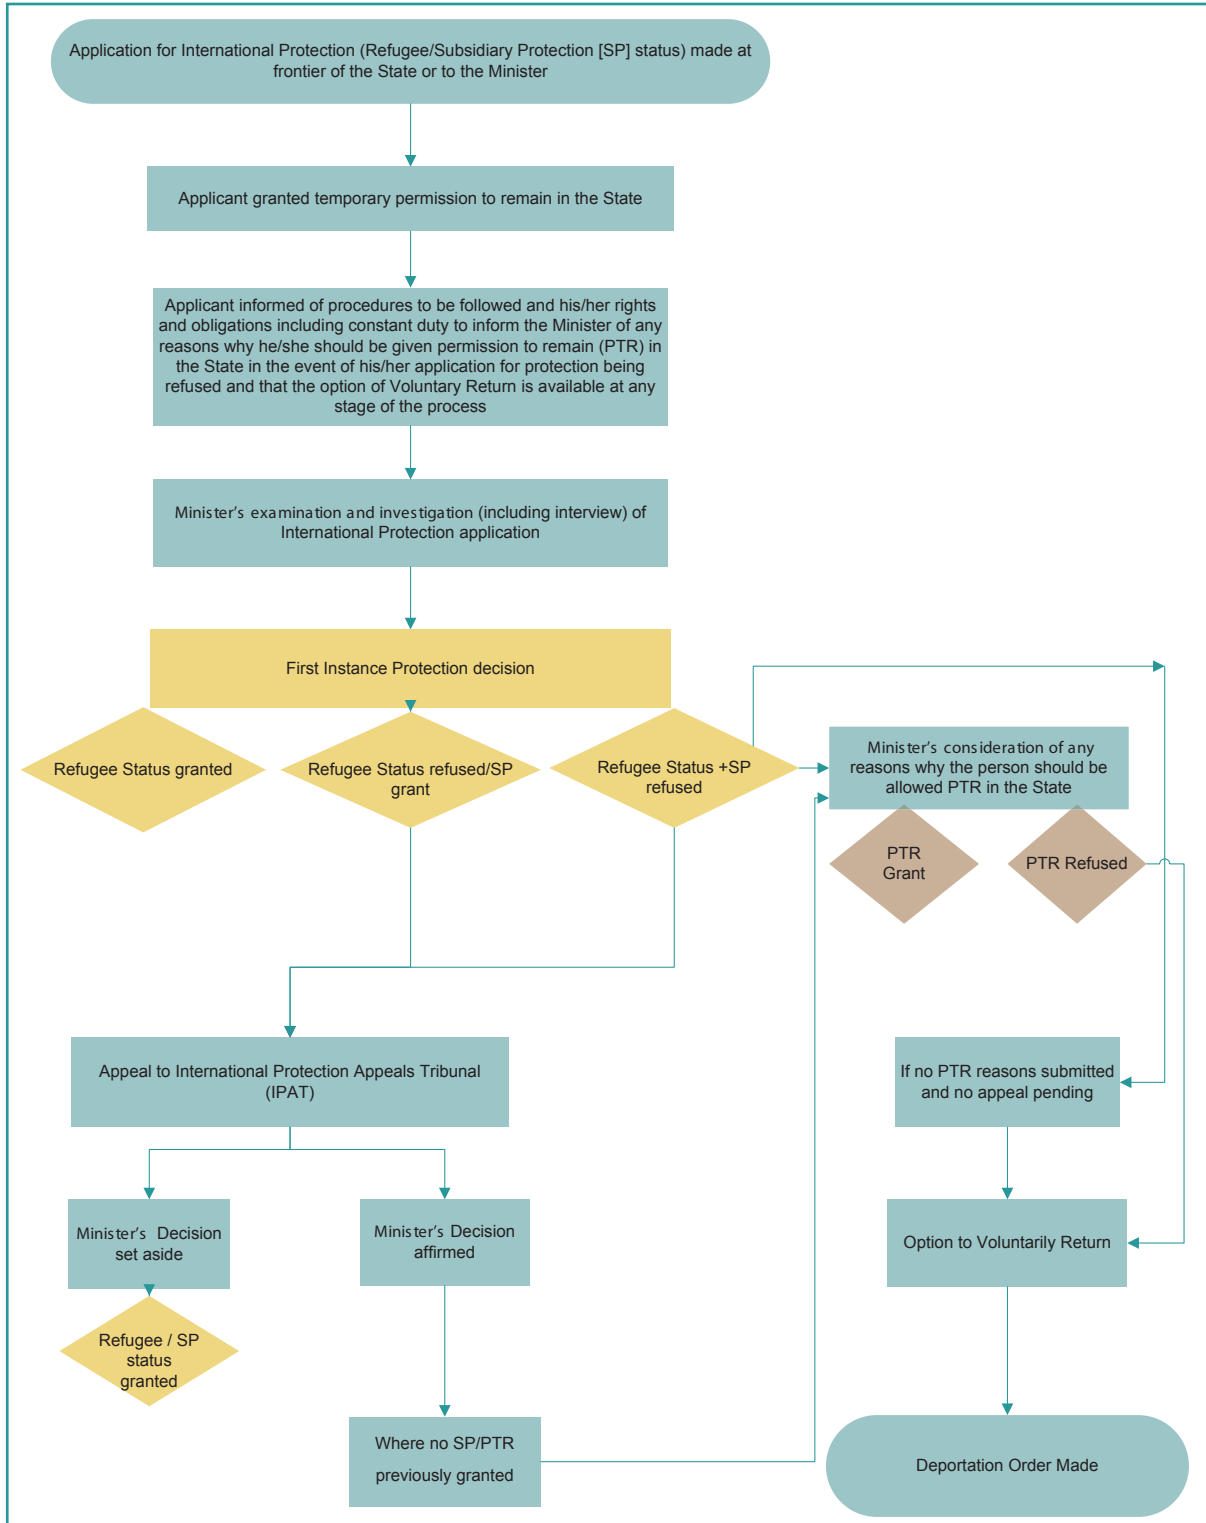 Application for International Protection (Refugee/Subsidiary Protection [SP] status) made at
frontier of the State or to the Minister
Applicant granted temporary permission to remain in the State
Applicant informed of procedures to be followed and his/her rights
and obligations including constant duty to inform the Minister of any
reasons why he/she should be given permission to remain (PTR) in
the State in the event of his/her application for protection being
refused and that the option of Voluntary Return is available at any
stage of the process
Minister's examination and investigation (including interview) of
International Protection application
First Instance Protection decision
Refugee Status granted
Refugee Status refused/SP
grant
Refugee Status +SP
refused
Minister's consideration of any
reasons why the person should be
allowed PTR in the State
PTR
Grant
PTR Refused
Appeal to International Protection Appeals Tribunal
(IPAT)
If no PTR reasons submitted
and no appeal pending
Minister's Decision
set aside
Minister's Decision
affirmed
Option to Voluntarily Return
Refugee / SP
status
granted
Where no SP/PTR
previously granted
Deportation Order Made